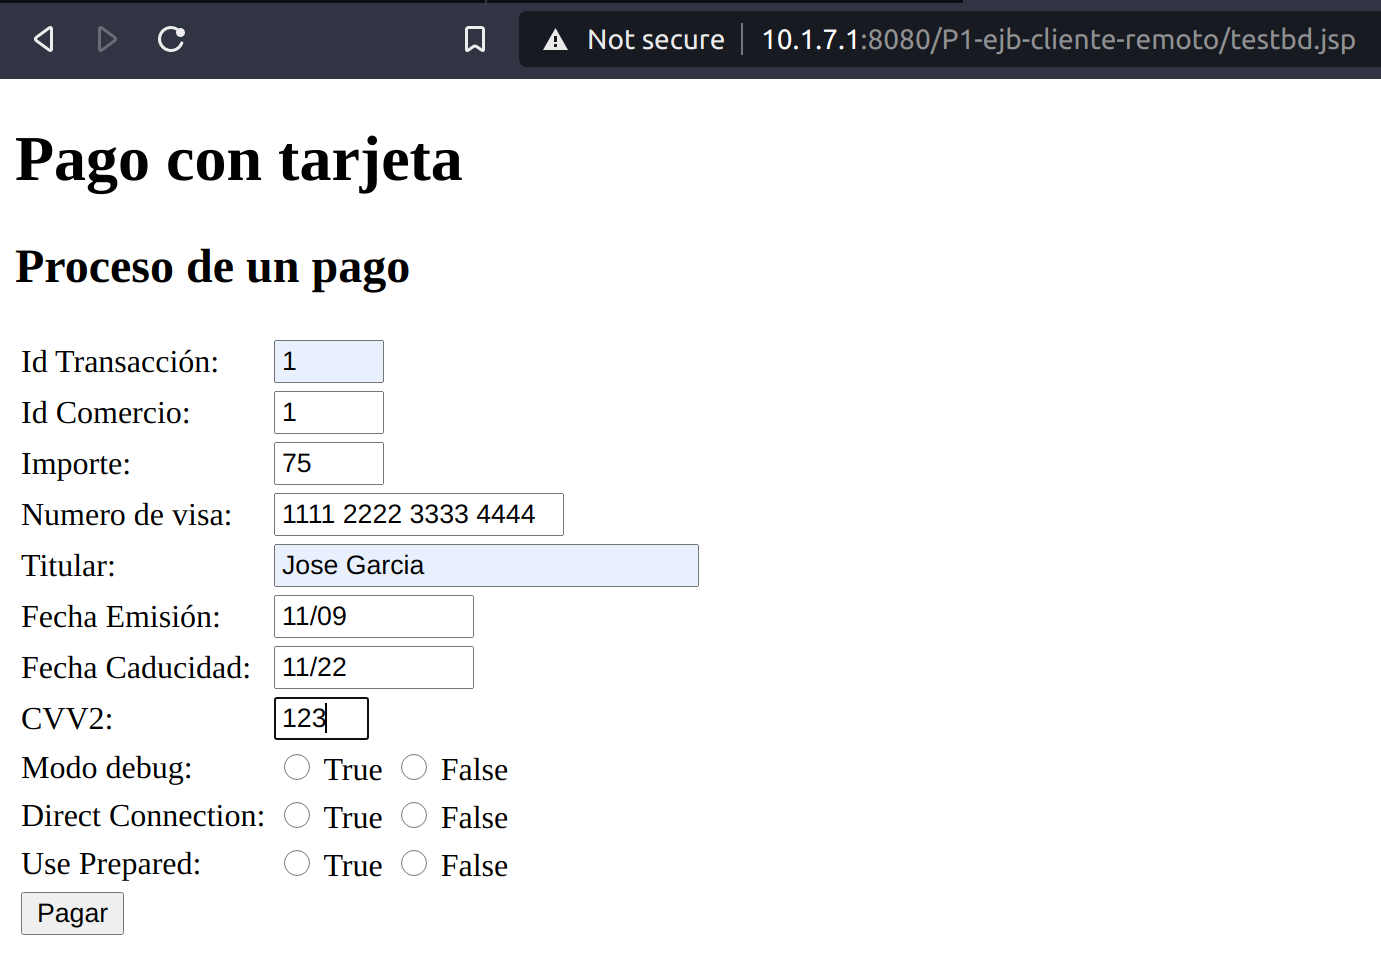 Not secure 10.1.7.1:8080/P1-ejb-cliente-remoto/testbd.jsp
Pago con tarjeta
Proceso de un pago
Id Transacción: 1
Id Comercio: 1
Importe: 75
Numero de visa: 1111 2222 3333 4444
Titular: Jose Garcia
Fecha Emisión: 11/09
Fecha Caducidad: 11/22
CVV2: 123
Modo debug: True False
Direct Connection: True False
Use Prepared: True False
Pagar